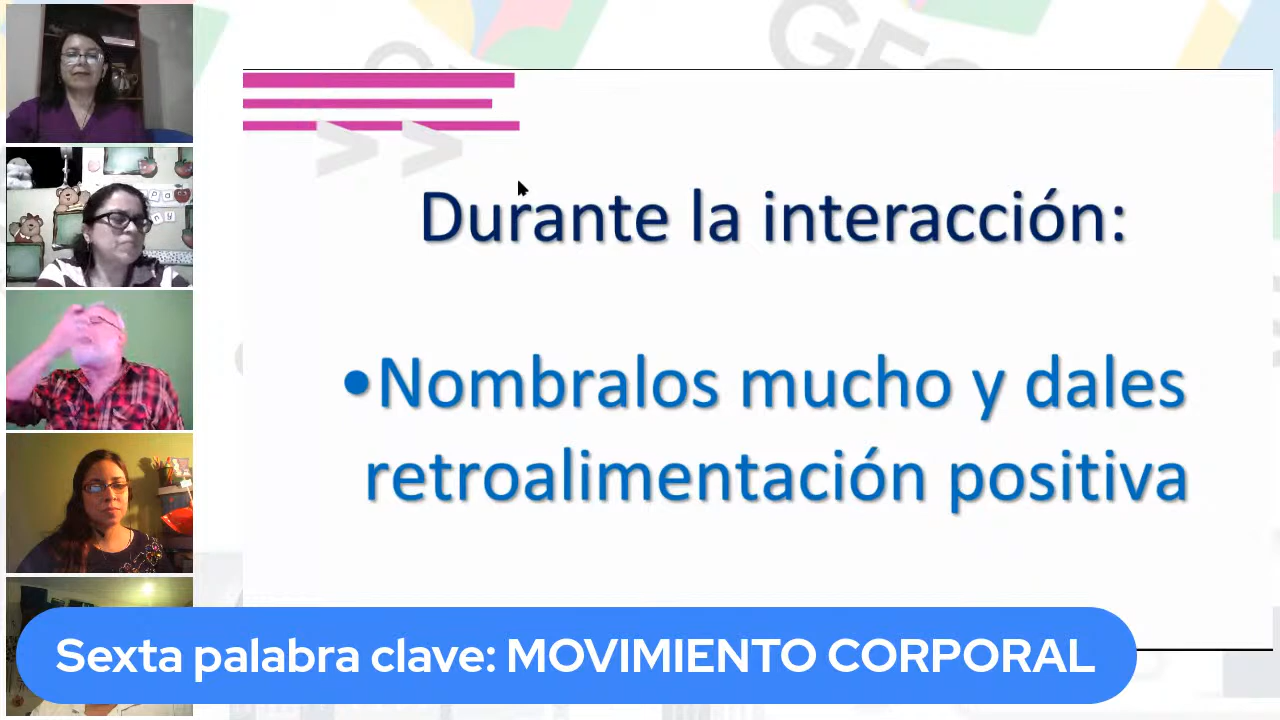 Durante la interacción:
•Nombralos mucho y dales
retroalimentación positiva
Sexta palabra clave: MOVIMIENTO CORPORAL